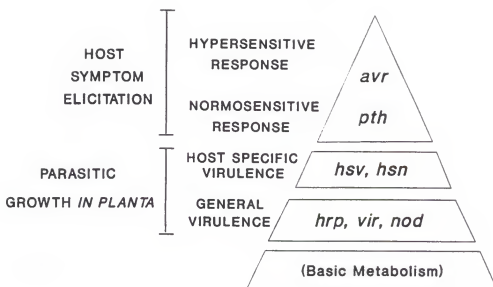 HOST
SYMPTOM
ELICITATION
HYPERSENSITIVE
RESPONSE
avr
NORMOSENSITIVE
RESPONSE
pth
PARASITIC
GROWTH IN PLANTA
HOST SPECIFIC
VIRULENCE
hsv, hsn
GENERAL
VIRULENCE
hrp, vir, nod
(Basic Metabolism)